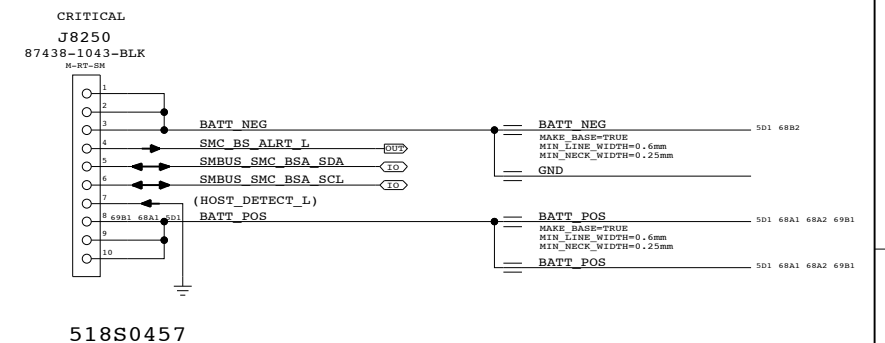 CRITICAL
J8250
87438-1043-BLK
M-RT-SM
1
2
3 BATT_NEG BATT_NEG 5D1 68B2
MAKE_BASE=TRUE
MIN_LINE_WIDTH=0.6mm
MIN_NECK_WIDTH=0.25mm
4 SMC_BS_ALRT_L OUT
5 SMBUS_SMC_BSA_SDA IO
GND
6 SMBUS_SMC_BSA_SCL IO
7 (HOST_DETECT_L)
8 69B1 68A1 5D1 BATT_POS BATT_POS 5D1 68A1 68A2 69B1
MAKE_BASE=TRUE
MIN_LINE_WIDTH=0.6mm
MIN_NECK_WIDTH=0.25mm
9
10 BATT_POS 5D1 68A1 68A2 69B1
518S0457